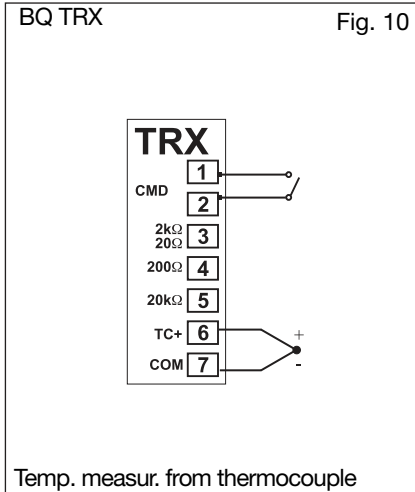 BQ TRX
Fig. 10
TRX
1
CMD
2
2kΩ
20Ω
3
200Ω 4
20kΩ 5
TC+ 6
+
COM 7
-
Temp. measur. from thermocouple